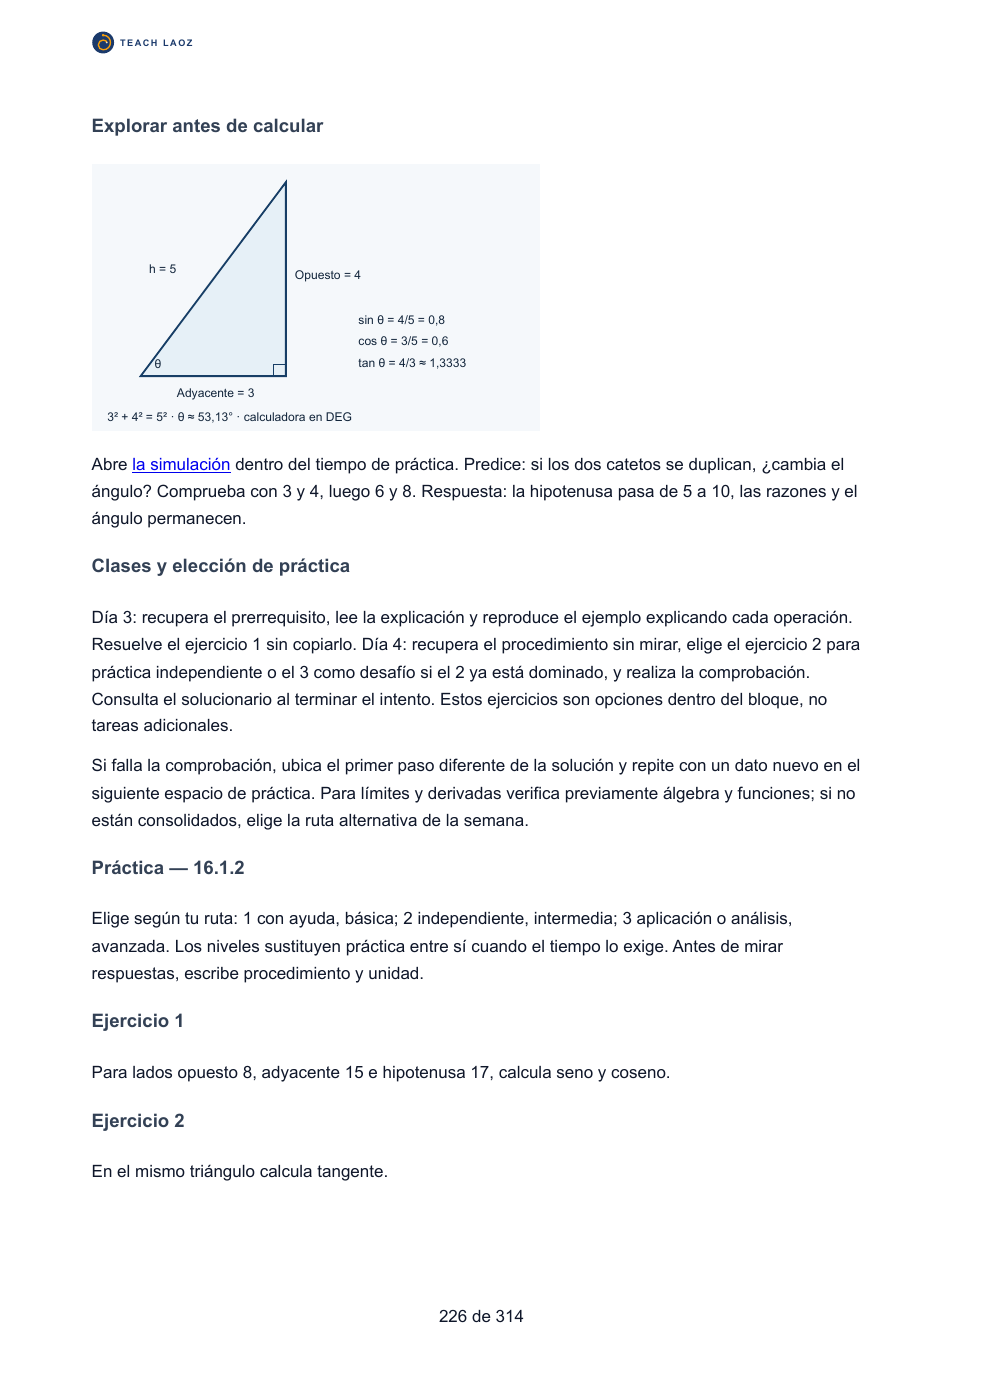 TEACH LAOZ
Explorar antes de calcular
h = 5
Opuesto = 4
sin θ = 4/5 = 0,8
cos θ = 3/5 = 0,6
tan θ = 4/3 ≈ 1,3333
θ
Adyacente = 3
3² + 4² = 5² · θ ≈ 53,13° · calculadora en DEG
Abre la simulación dentro del tiempo de práctica. Predice: si los dos catetos se duplican, ¿cambia el
ángulo? Comprueba con 3 y 4, luego 6 y 8. Respuesta: la hipotenusa pasa de 5 a 10, las razones y el
ángulo permanecen.
Clases y elección de práctica
Día 3: recupera el prerrequisito, lee la explicación y reproduce el ejemplo explicando cada operación.
Resuelve el ejercicio 1 sin copiarlo. Día 4: recupera el procedimiento sin mirar, elige el ejercicio 2 para
práctica independiente o el 3 como desafío si el 2 ya está dominado, y realiza la comprobación.
Consulta el solucionario al terminar el intento. Estos ejercicios son opciones dentro del bloque, no
tareas adicionales.
Si falla la comprobación, ubica el primer paso diferente de la solución y repite con un dato nuevo en el
siguiente espacio de práctica. Para límites y derivadas verifica previamente álgebra y funciones; si no
están consolidados, elige la ruta alternativa de la semana.
Práctica — 16.1.2
Elige según tu ruta: 1 con ayuda, básica; 2 independiente, intermedia; 3 aplicación o análisis,
avanzada. Los niveles sustituyen práctica entre sí cuando el tiempo lo exige. Antes de mirar
respuestas, escribe procedimiento y unidad.
Ejercicio 1
Para lados opuesto 8, adyacente 15 e hipotenusa 17, calcula seno y coseno.
Ejercicio 2
En el mismo triángulo calcula tangente.
226 de 314